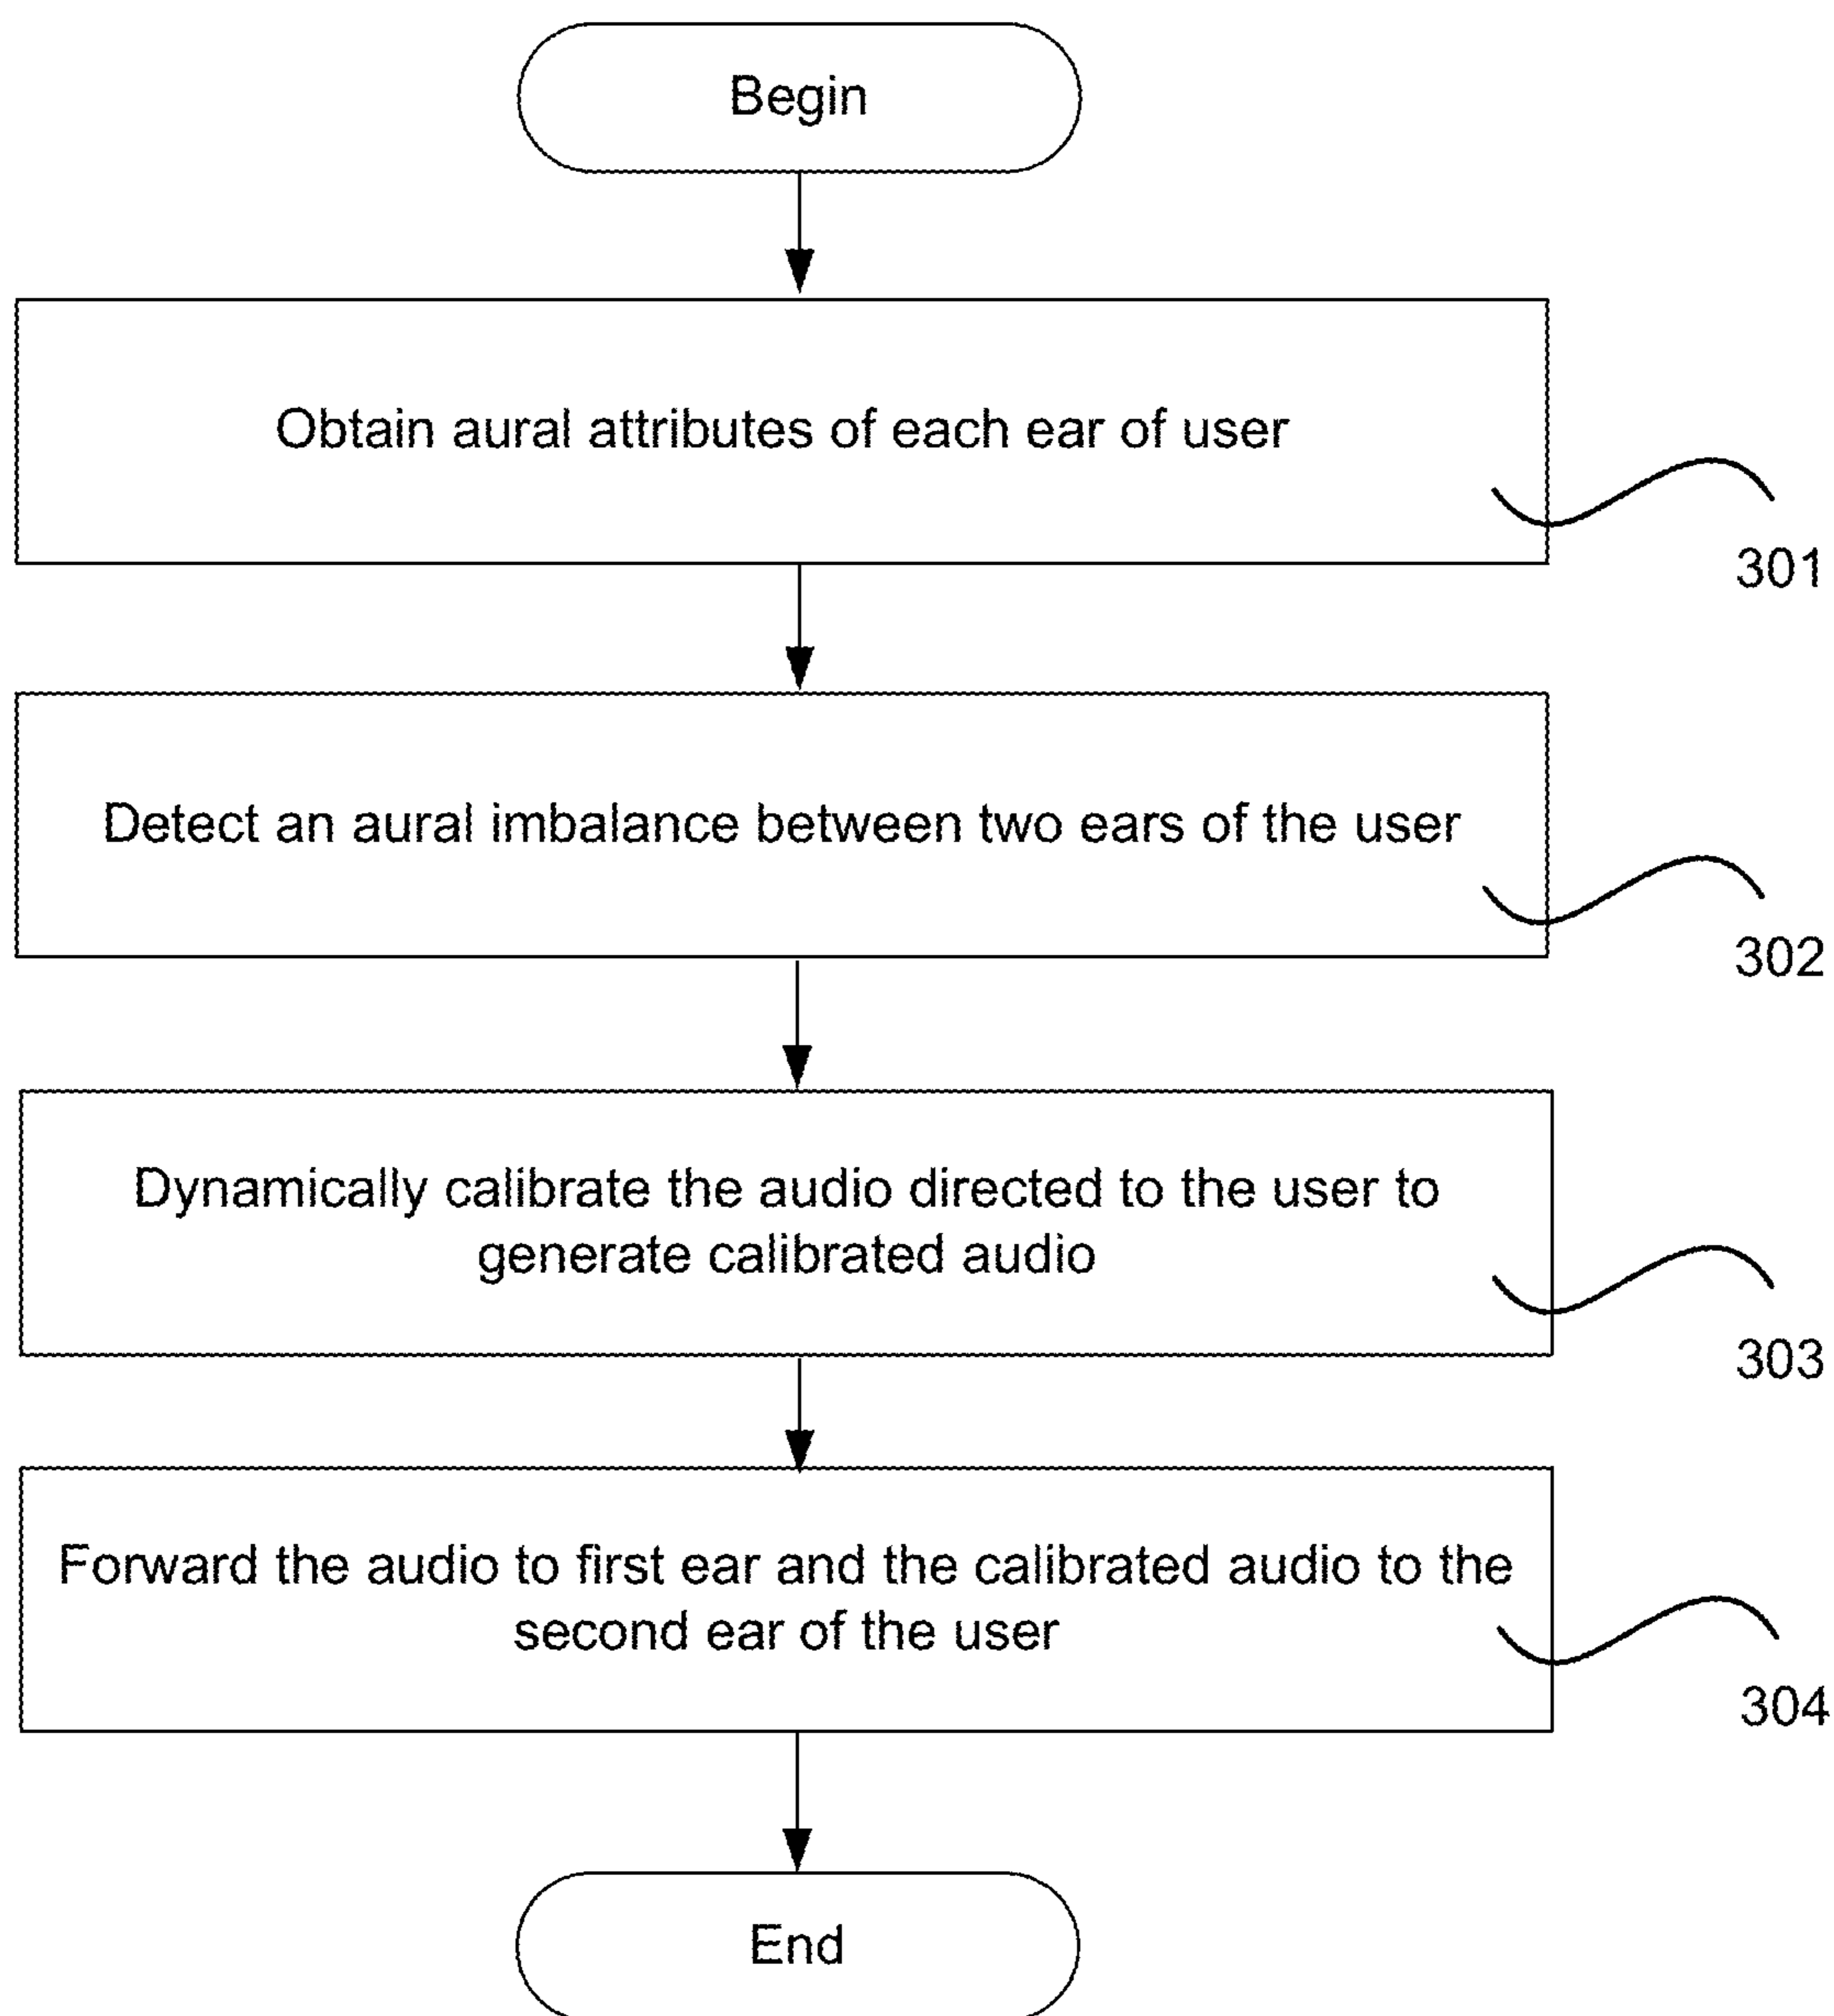 Begin
Obtain aural attributes of each ear of user
301
Detect an aural imbalance between two ears of the user
302
Dynamically calibrate the audio directed to the user to
generate calibrated audio
303
Forward the audio to first ear and the calibrated audio to the
second ear of the user
304
End